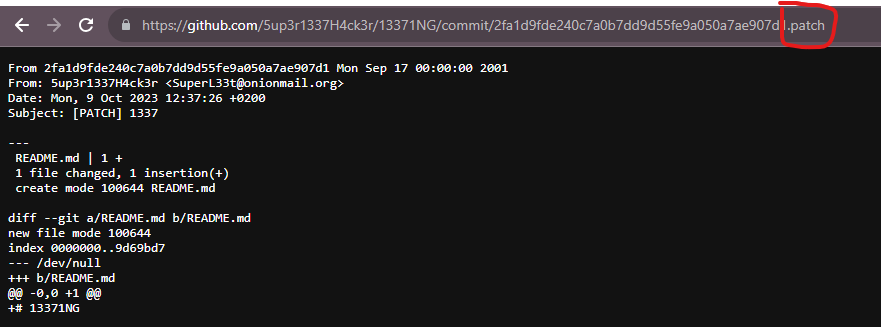 https://github.com/5up3r1337H4ck3r/13371NG/commit/2fa1d9fde240c7a0b7dd9d55fe9a050a7ae907d1.patch
From 2fa1d9fde240c7a0b7dd9d55fe9a050a7ae907d1 Mon Sep 17 00:00:00 2001
From: 5up3r1337H4ck3r <SuperL33t@onionmail.org>
Date: Mon, 9 Oct 2023 12:37:26 +0200
Subject: [PATCH] 1337
---
README.md | 1 +
1 file changed, 1 insertion(+)
create mode 100644 README.md
diff --git a/README.md b/README.md
new file mode 100644
index 0000000..9d69bd7
--- /dev/null
+++ b/README.md
@@ -0,0 +1 @@
+# 13371NG